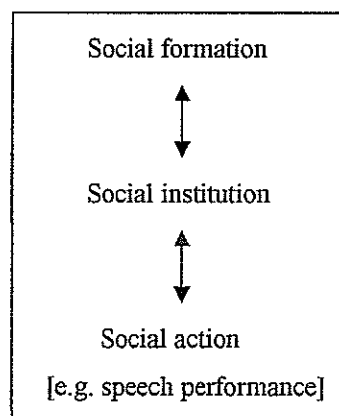 Social formation
Social institution
Social action
[e.g. speech performance]